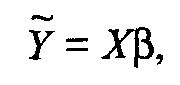 Ỹ = Xβ,